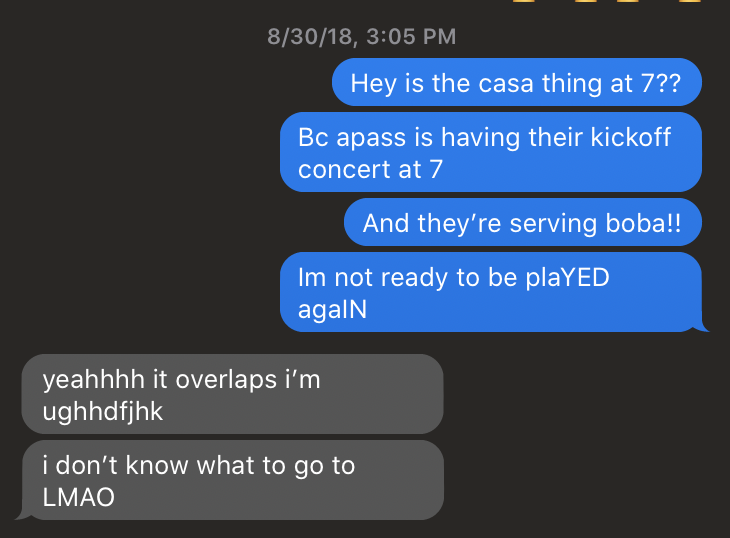 8/30/18, 3:05 PM
Hey is the casa thing at 7??
Bc apass is having their kickoff
concert at 7
And they’re serving boba!!
Im not ready to be plaYED
agaIN
yeahhhh it overlaps i’m
ughhdfjhk
i don’t know what to go to
LMAO